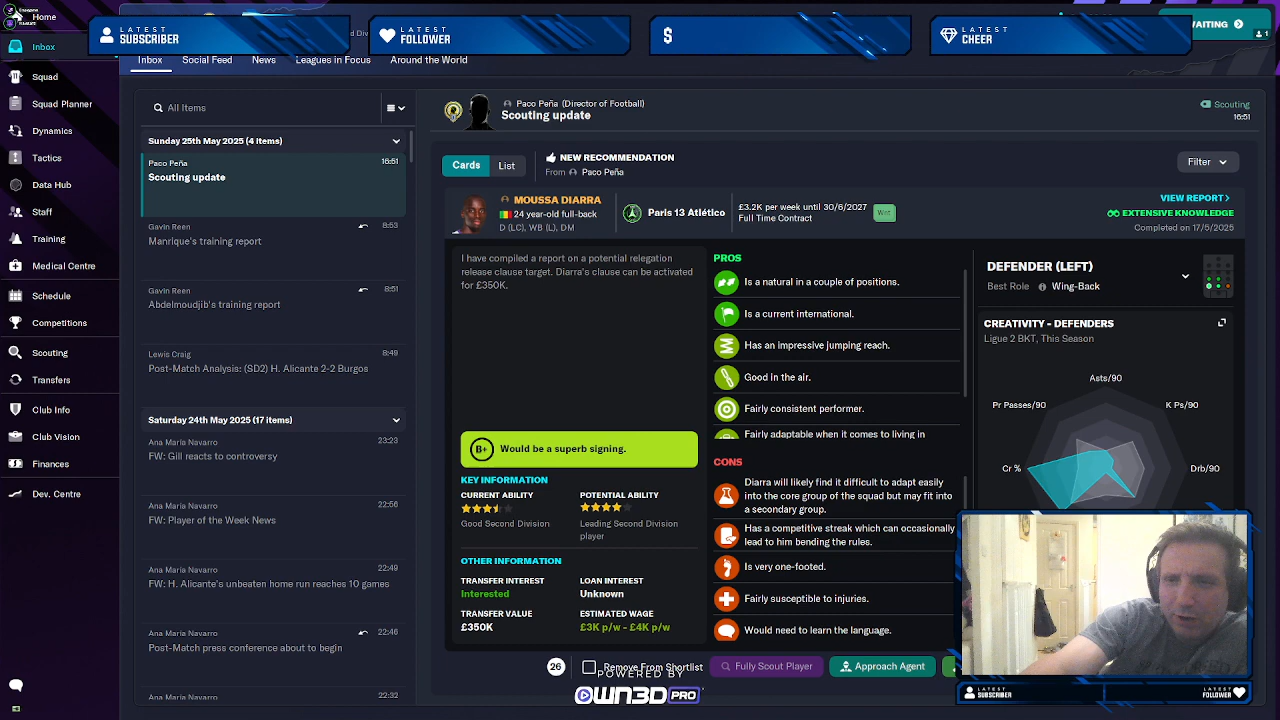 Home
LATEST
SUBSCRIBER
LATEST
FOLLOWER
$
LATEST
CHEER
WAITING
1
Inbox
Squad
Squad Planner
Dynamics
Tactics
Data Hub
Staff
Training
Medical Centre
Schedule
Competitions
Scouting
Transfers
Club Info
Club Vision
Finances
Dev. Centre
Inbox
Social Feed
News
Leagues in Focus
Around the World
All Items
Sunday 25th May 2025 (4 items)
Paco Peña 16:51
Scouting update
Gavin Reen 8:53
Manrique's training report
Gavin Reen 8:51
Abdelmoudjib's training report
Lewis Craig 8:49
Post-Match Analysis: (SD2) H. Alicante 2-2 Burgos
Saturday 24th May 2025 (17 items)
Ana María Navarro 23:23
FW: Gill reacts to controversy
Ana María Navarro 22:56
FW: Player of the Week News
Ana María Navarro 22:49
FW: H. Alicante's unbeaten home run reaches 10 games
Ana María Navarro 22:46
Post-Match press conference about to begin
Ana María Navarro 22:32
Paco Peña (Director of Football)
Scouting update
Scouting
16:51
Cards
List
NEW RECOMMENDATION
From Paco Peña
Filter
MOUSSA DIARRA
24 year-old full-back
D (LC), WB (L), DM
Paris 13 Atlético
£3.2K per week until 30/6/2027
Full Time Contract
Wnt
VIEW REPORT
EXTENSIVE KNOWLEDGE
Completed on 17/5/2025
I have compiled a report on a potential relegation
release clause target. Diarra's clause can be activated
for £350K.
B+ Would be a superb signing.
KEY INFORMATION
CURRENT ABILITY
Good Second Division
POTENTIAL ABILITY
Leading Second Division
player
OTHER INFORMATION
TRANSFER INTEREST
Interested
LOAN INTEREST
Unknown
TRANSFER VALUE
£350K
ESTIMATED WAGE
£3K p/w - £4K p/w
PROS
Is a natural in a couple of positions.
Is a current international.
Has an impressive jumping reach.
Good in the air.
Fairly consistent performer.
Fairly adaptable when it comes to living in
CONS
Diarra will likely find it difficult to adapt easily
into the core group of the squad but may fit into
a secondary group.
Has a competitive streak which can occasionally
lead to him bending the rules.
Is very one-footed.
Fairly susceptible to injuries.
Would need to learn the language.
DEFENDER (LEFT)
Best Role Wing-Back
CREATIVITY - DEFENDERS
Ligue 2 BKT, This Season
Asts/90
Pr Passes/90
K Ps/90
Cr %
Drb/90
26
Remove From Shortlist
Fully Scout Player
Approach Agent
POWERED BY
OWN3D PRO
LATEST
SUBSCRIBER
LATEST
FOLLOWER